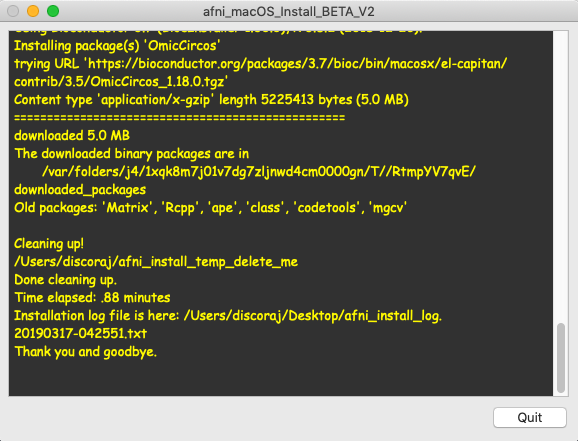 afni_macOS_Install_BETA_V2
Installing package(s) 'OmicCircos'
trying URL 'https://bioconductor.org/packages/3.7/bioc/bin/macosx/el-capitan/
contrib/3.5/OmicCircos_1.18.0.tgz'
Content type 'application/x-gzip' length 5225413 bytes (5.0 MB)
==================================================
downloaded 5.0 MB
The downloaded binary packages are in
/var/folders/j4/1xqk8m7j01v7dg7zljnwd4cm0000gn/T//RtmpYV7qvE/
downloaded_packages
Old packages: 'Matrix', 'Rcpp', 'ape', 'class', 'codetools', 'mgcv'
Cleaning up!
/Users/discoraj/afni_install_temp_delete_me
Done cleaning up.
Time elapsed: .88 minutes
Installation log file is here: /Users/discoraj/Desktop/afni_install_log.
20190317-042551.txt
Thank you and goodbye.
Quit